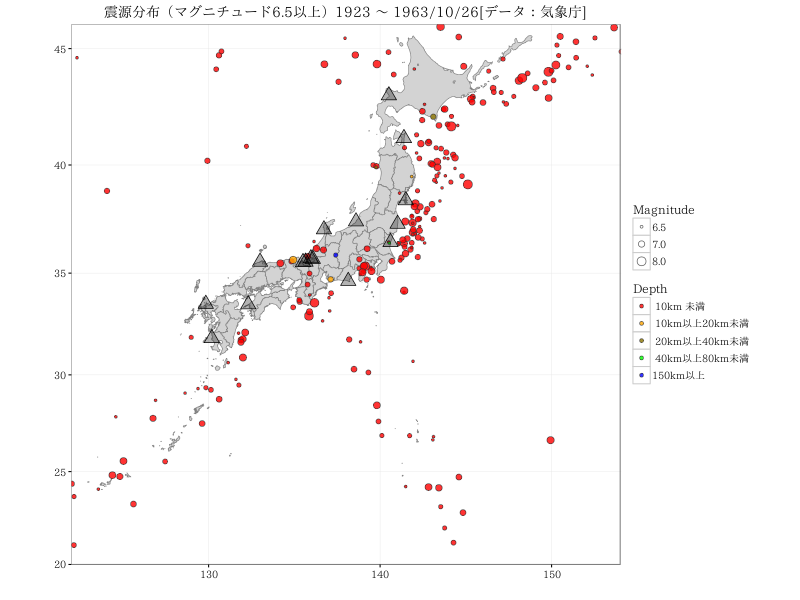 震源分布（マグニチュード6.5以上）1923 ～ 1963/10/26[データ：気象庁]
45
40
35
30
25
20
130
140
150
Magnitude
6.5
7.0
8.0
Depth
10km 未満
10km以上20km未満
20km以上40km未満
40km以上80km未満
150km以上